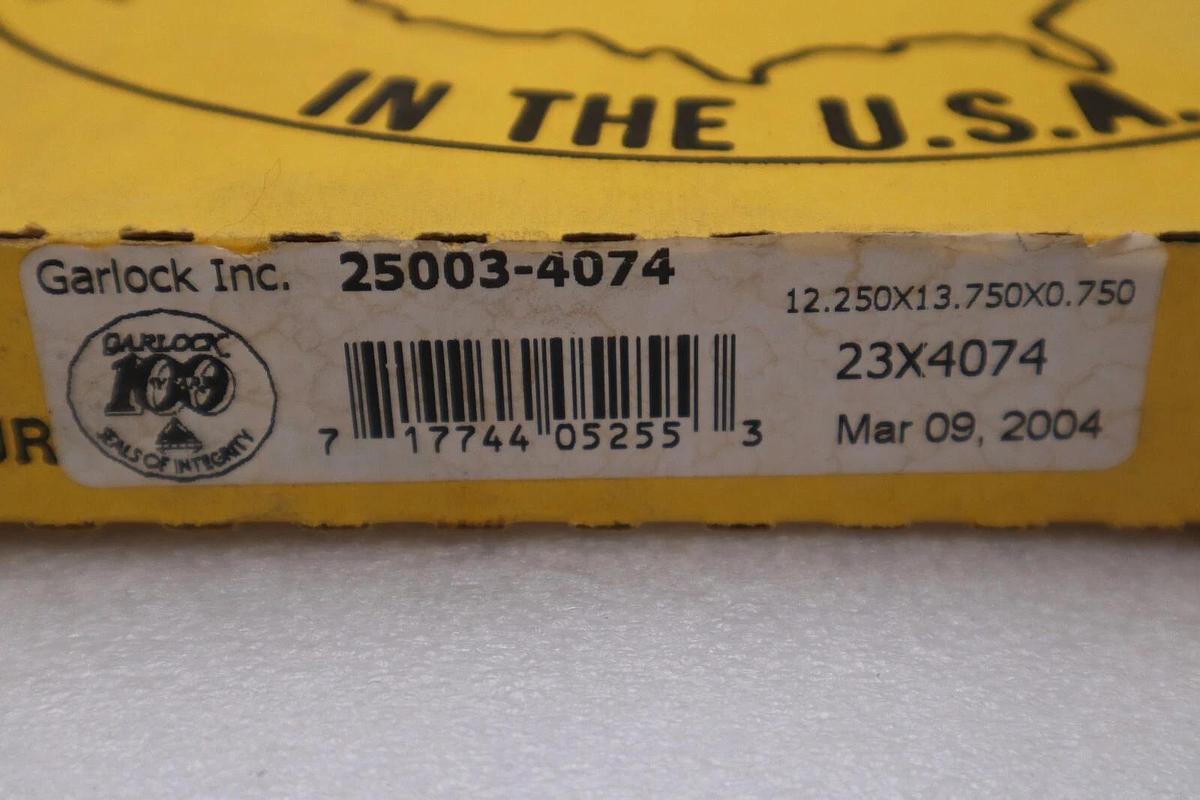 IN THE U.S.A.
Garlock Inc. 25003-4074
12.250X13.750X0.750
GARLOCK
100
SEALS OF INTEGRITY
23X4074
7 17744 05255 3
Mar 09, 2004
UR